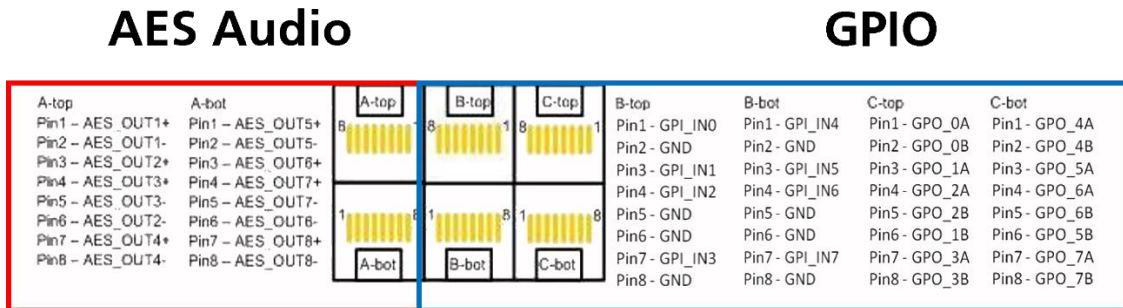 AES Audio
GPIO
A-top
Pin1 – AES_OUT1+
Pin2 – AES_OUT1-
Pin3 – AES_OUT2+
Pin4 – AES_OUT3+
Pin5 – AES_OUT3-
Pin6 – AES_OUT2-
Pin7 – AES_OUT4+
Pin8 – AES_OUT4-
A-bot
Pin1 – AES_OUT5+
Pin2 – AES_OUT5-
Pin3 – AES_OUT6+
Pin4 – AES_OUT7+
Pin5 – AES_OUT7-
Pin6 – AES_OUT6-
Pin7 – AES_OUT8+
Pin8 – AES_OUT8-
A-top B-top C-top
8 1 8 1 8 1
1 8 1 8 1 8
A-bot B-bot C-bot
B-top
Pin1 - GPI_IN0
Pin2 - GND
Pin3 - GPI_IN1
Pin4 - GPI_IN2
Pin5 - GND
Pin6 - GND
Pin7 - GPI_IN3
Pin8 - GND
B-bot
Pin1 - GPI_IN4
Pin2 - GND
Pin3 - GPI_IN5
Pin4 - GPI_IN6
Pin5 - GND
Pin6 - GND
Pin7 - GPI_IN7
Pin8 - GND
C-top
Pin1 - GPO_0A
Pin2 - GPO_0B
Pin3 - GPO_1A
Pin4 - GPO_2A
Pin5 - GPO_2B
Pin6 - GPO_1B
Pin7 - GPO_3A
Pin8 - GPO_3B
C-bot
Pin1 - GPO_4A
Pin2 - GPO_4B
Pin3 - GPO_5A
Pin4 - GPO_6A
Pin5 - GPO_6B
Pin6 - GPO_5B
Pin7 - GPO_7A
Pin8 - GPO_7B